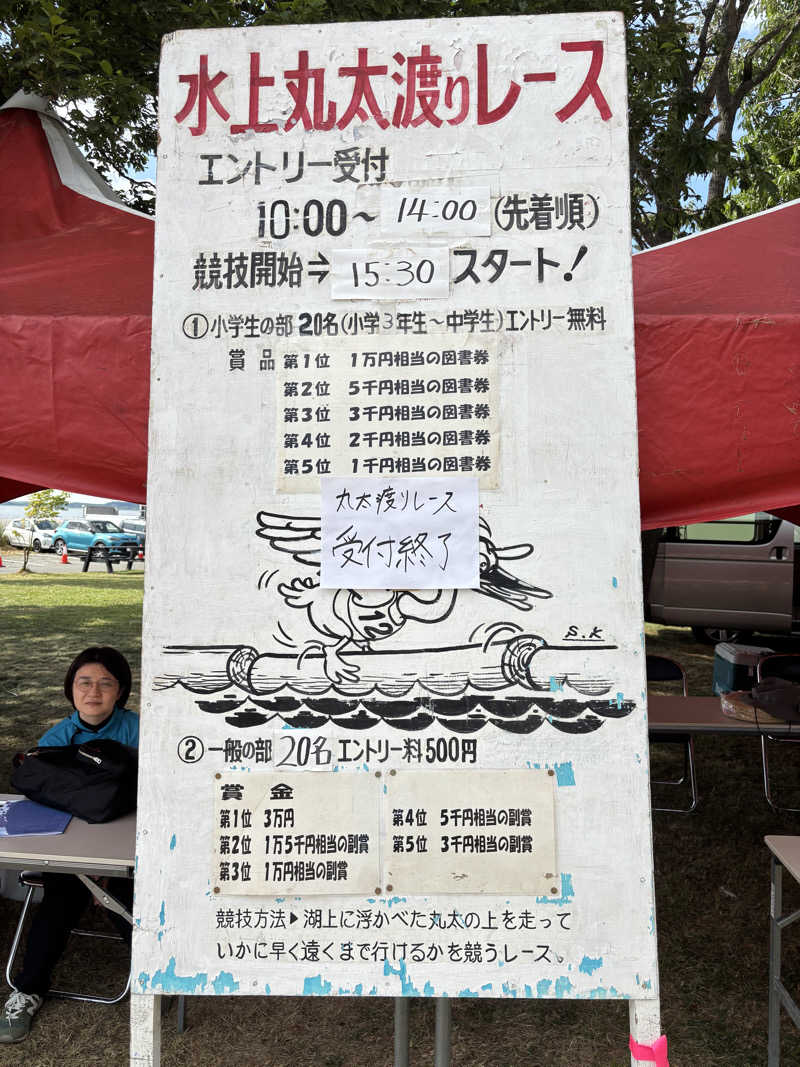 水上丸太渡りレース
エントリー受付
10:00～14:00(先着順)
競技開始⇒15:30スタート!
①小学生の部 20名(小学3年生～中学生)エントリー無料
賞品 第1位 1万円相当の図書券
第2位 5千円相当の図書券
第3位 3千円相当の図書券
第4位 2千円相当の図書券
第5位 1千円相当の図書券
丸太渡りレース
受付終了
12
S.K
②一般の部 20名 エントリー料500円
賞金
第1位 3万円
第2位 1万5千円相当の副賞
第3位 1万円相当の副賞
第4位 5千円相当の副賞
第5位 3千円相当の副賞
競技方法▶湖上に浮かべた丸太の上を走って
いかに早く遠くまで行けるかを競うレース。